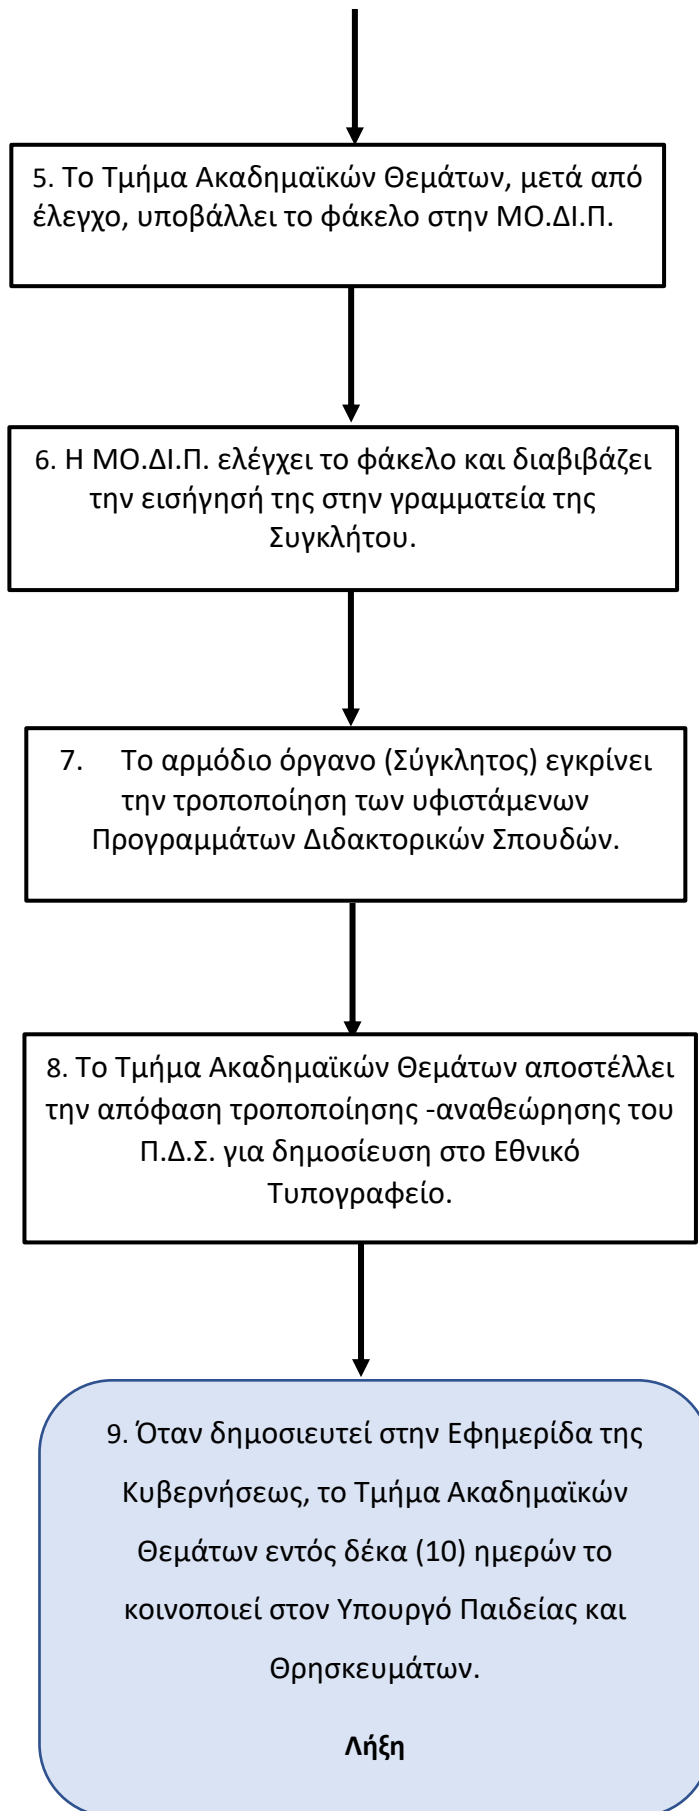 5. Το Τμήμα Ακαδημαϊκών Θεμάτων, μετά από
έλεγχο, υποβάλλει το φάκελο στην ΜΟ.ΔΙ.Π.
6. Η ΜΟ.ΔΙ.Π. ελέγχει το φάκελο και διαβιβάζει
την εισήγησή της στην γραμματεία της
Συγκλήτου.
7. Το αρμόδιο όργανο (Σύγκλητος) εγκρίνει
την τροποποίηση των υφιστάμενων
Προγραμμάτων Διδακτορικών Σπουδών.
8. Το Τμήμα Ακαδημαϊκών Θεμάτων αποστέλλει
την απόφαση τροποποίησης -αναθεώρησης του
Π.Δ.Σ. για δημοσίευση στο Εθνικό
Τυπογραφείο.
9. Όταν δημοσιευτεί στην Εφημερίδα της
Κυβερνήσεως, το Τμήμα Ακαδημαϊκών
Θεμάτων εντός δέκα (10) ημερών το
κοινοποιεί στον Υπουργό Παιδείας και
Θρησκευμάτων.
Λήξη